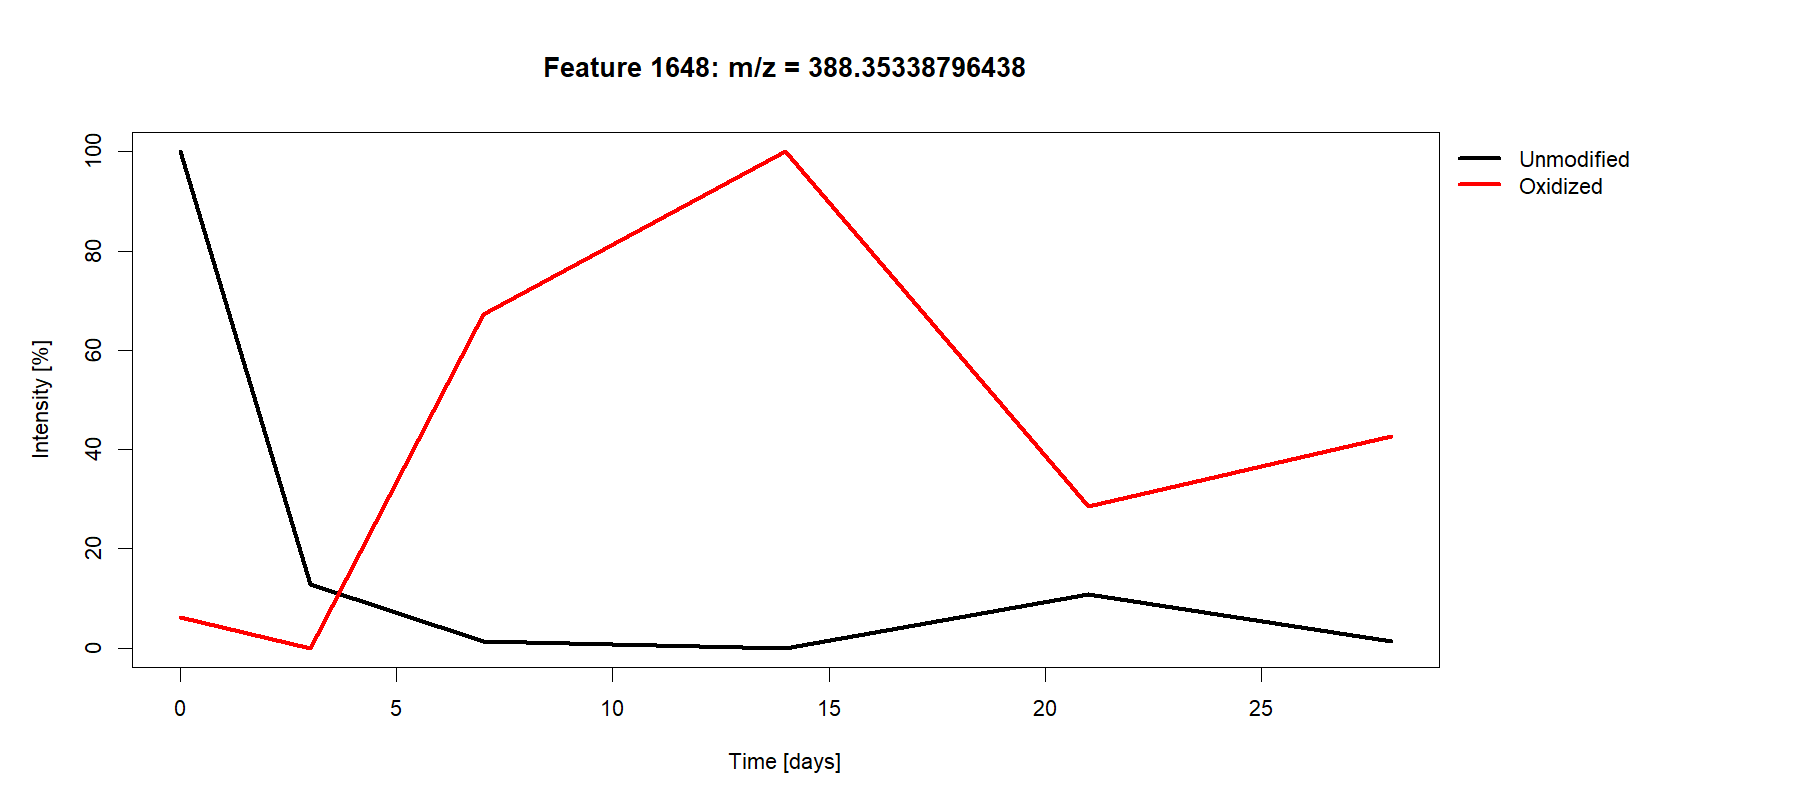 Feature 1648: m/z = 388.35338796438
Unmodified
Oxidized
Intensity [%]
100
80
60
40
20
0
0 5 10 15 20 25
Time [days]